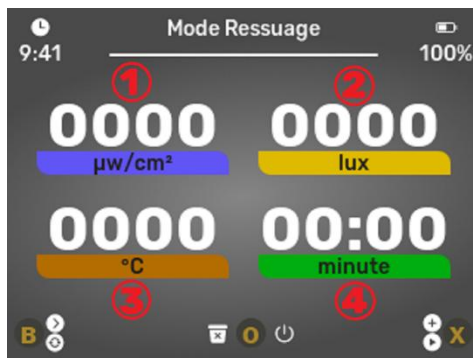 Mode Ressuage
9:41
100%
① ②
0000 0000
µw/cm² lux
0000 00:00
°C minute
③ ④
B O X